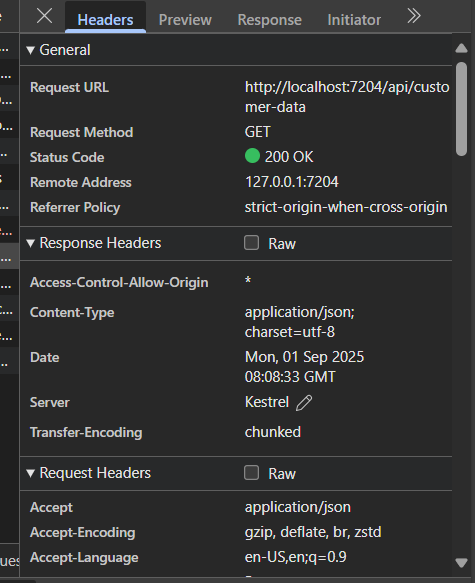 Headers Preview Response Initiator
General
Request URL http://localhost:7204/api/custo
mer-data
Request Method GET
Status Code 200 OK
Remote Address 127.0.0.1:7204
Referrer Policy strict-origin-when-cross-origin
Response Headers Raw
Access-Control-Allow-Origin *
Content-Type application/json;
charset=utf-8
Date Mon, 01 Sep 2025
08:08:33 GMT
Server Kestrel
Transfer-Encoding chunked
Request Headers Raw
Accept application/json
Accept-Encoding gzip, deflate, br, zstd
Accept-Language en-US,en;q=0.9